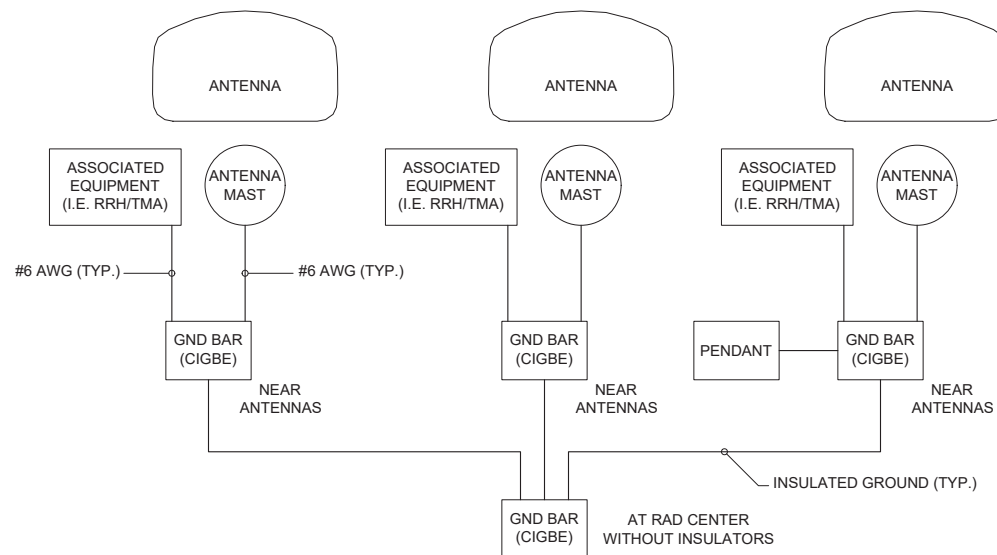 ANTENNA
ANTENNA
ANTENNA
ASSOCIATED
EQUIPMENT
(I.E. RRH/TMA)
ANTENNA
MAST
ASSOCIATED
EQUIPMENT
(I.E. RRH/TMA)
ANTENNA
MAST
ASSOCIATED
EQUIPMENT
(I.E. RRH/TMA)
ANTENNA
MAST
#6 AWG (TYP.)
#6 AWG (TYP.)
GND BAR
(CIGBE)
GND BAR
(CIGBE)
PENDANT
GND BAR
(CIGBE)
NEAR
ANTENNAS
NEAR
ANTENNAS
NEAR
ANTENNAS
INSULATED GROUND (TYP.)
GND BAR
(CIGBE)
AT RAD CENTER
WITHOUT INSULATORS